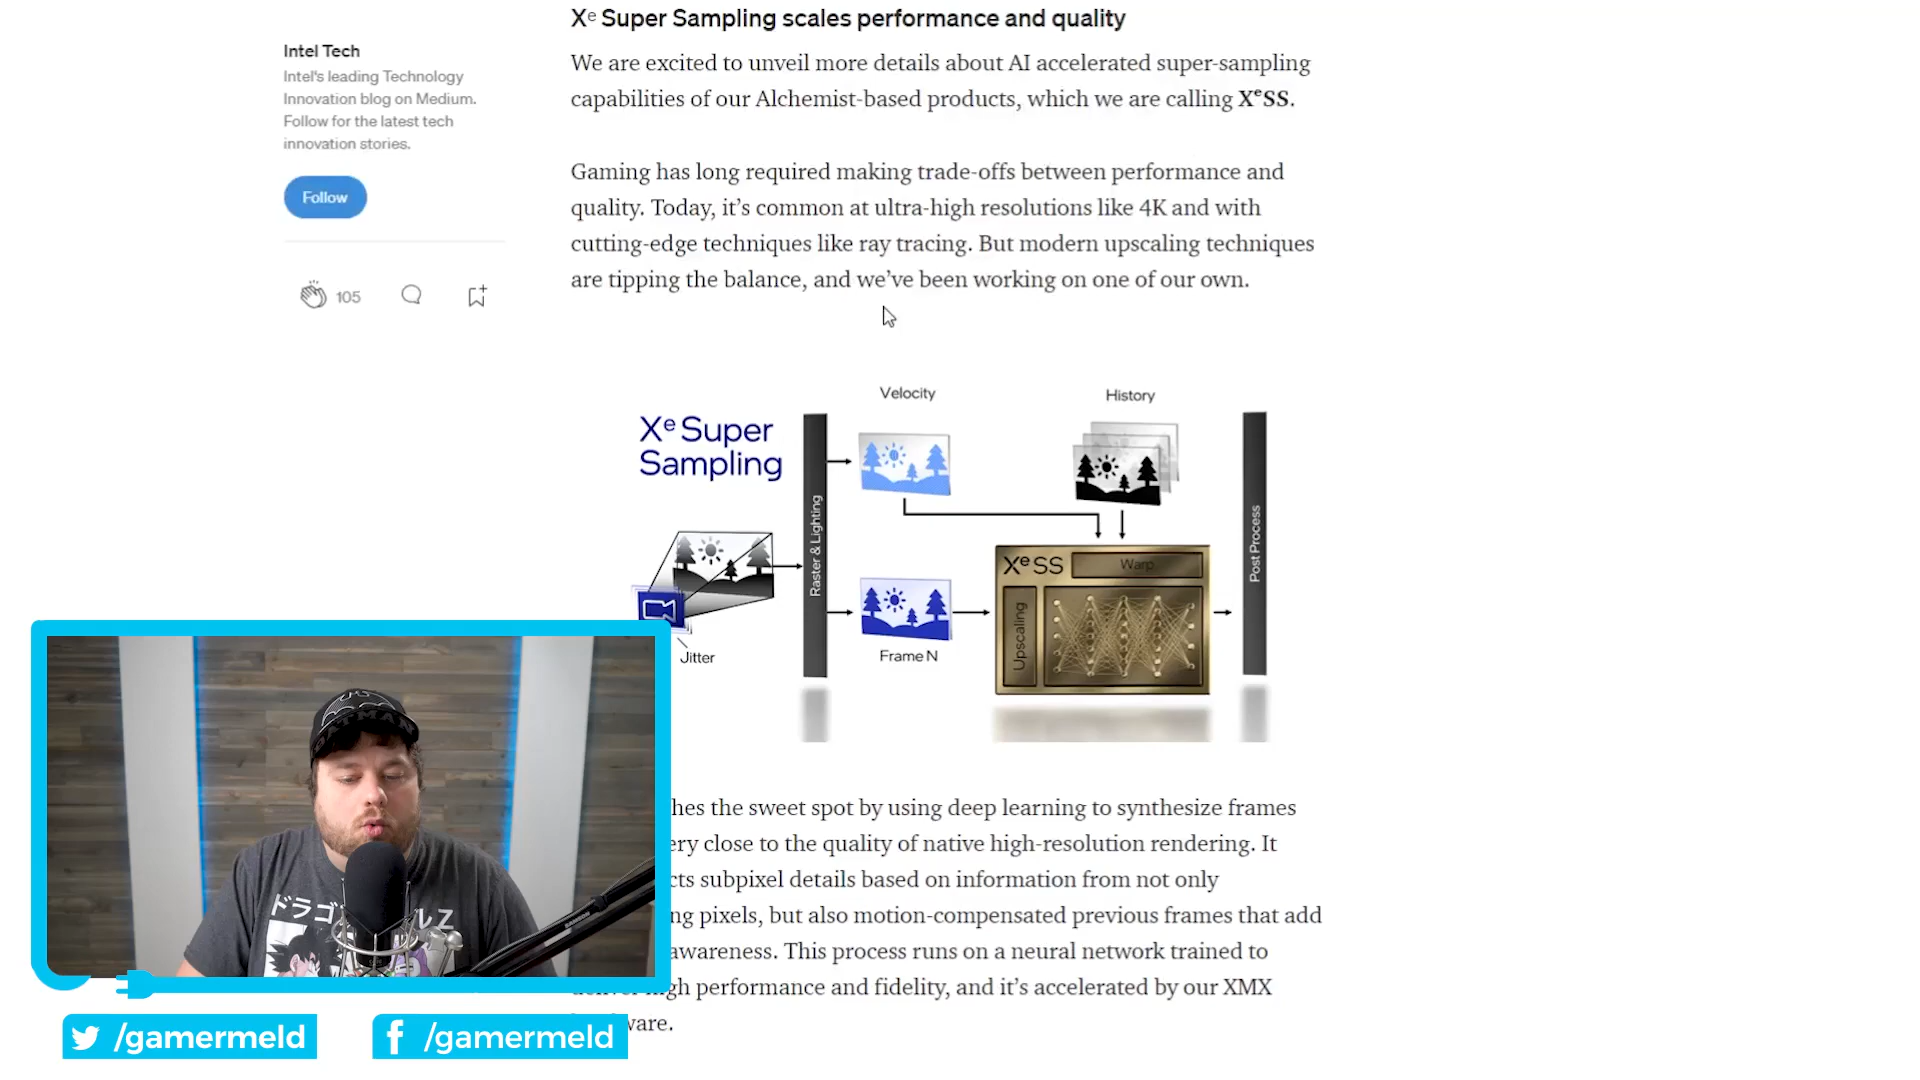 Xᵉ Super Sampling scales performance and quality
Intel Tech
Intel's leading Technology
Innovation blog on Medium.
Follow for the latest tech
innovation stories.
Follow
105
We are excited to unveil more details about AI accelerated super-sampling
capabilities of our Alchemist-based products, which we are calling XᵉSS.
Gaming has long required making trade-offs between performance and
quality. Today, it's common at ultra-high resolutions like 4K and with
cutting-edge techniques like ray tracing. But modern upscaling techniques
are tipping the balance, and we've been working on one of our own.
Xᵉ Super
Sampling
Velocity
History
Raster & Lighting
Jitter
Frame N
XᵉSS
Warp
Upscaling
Post Process
hes the sweet spot by using deep learning to synthesize frames
ery close to the quality of native high-resolution rendering. It
cts subpixel details based on information from not only
ng pixels, but also motion-compensated previous frames that add
awareness. This process runs on a neural network trained to
high performance and fidelity, and it's accelerated by our XMX
ware.
BATMAN
ドラゴ
ルZ
/gamermeld
/gamermeld